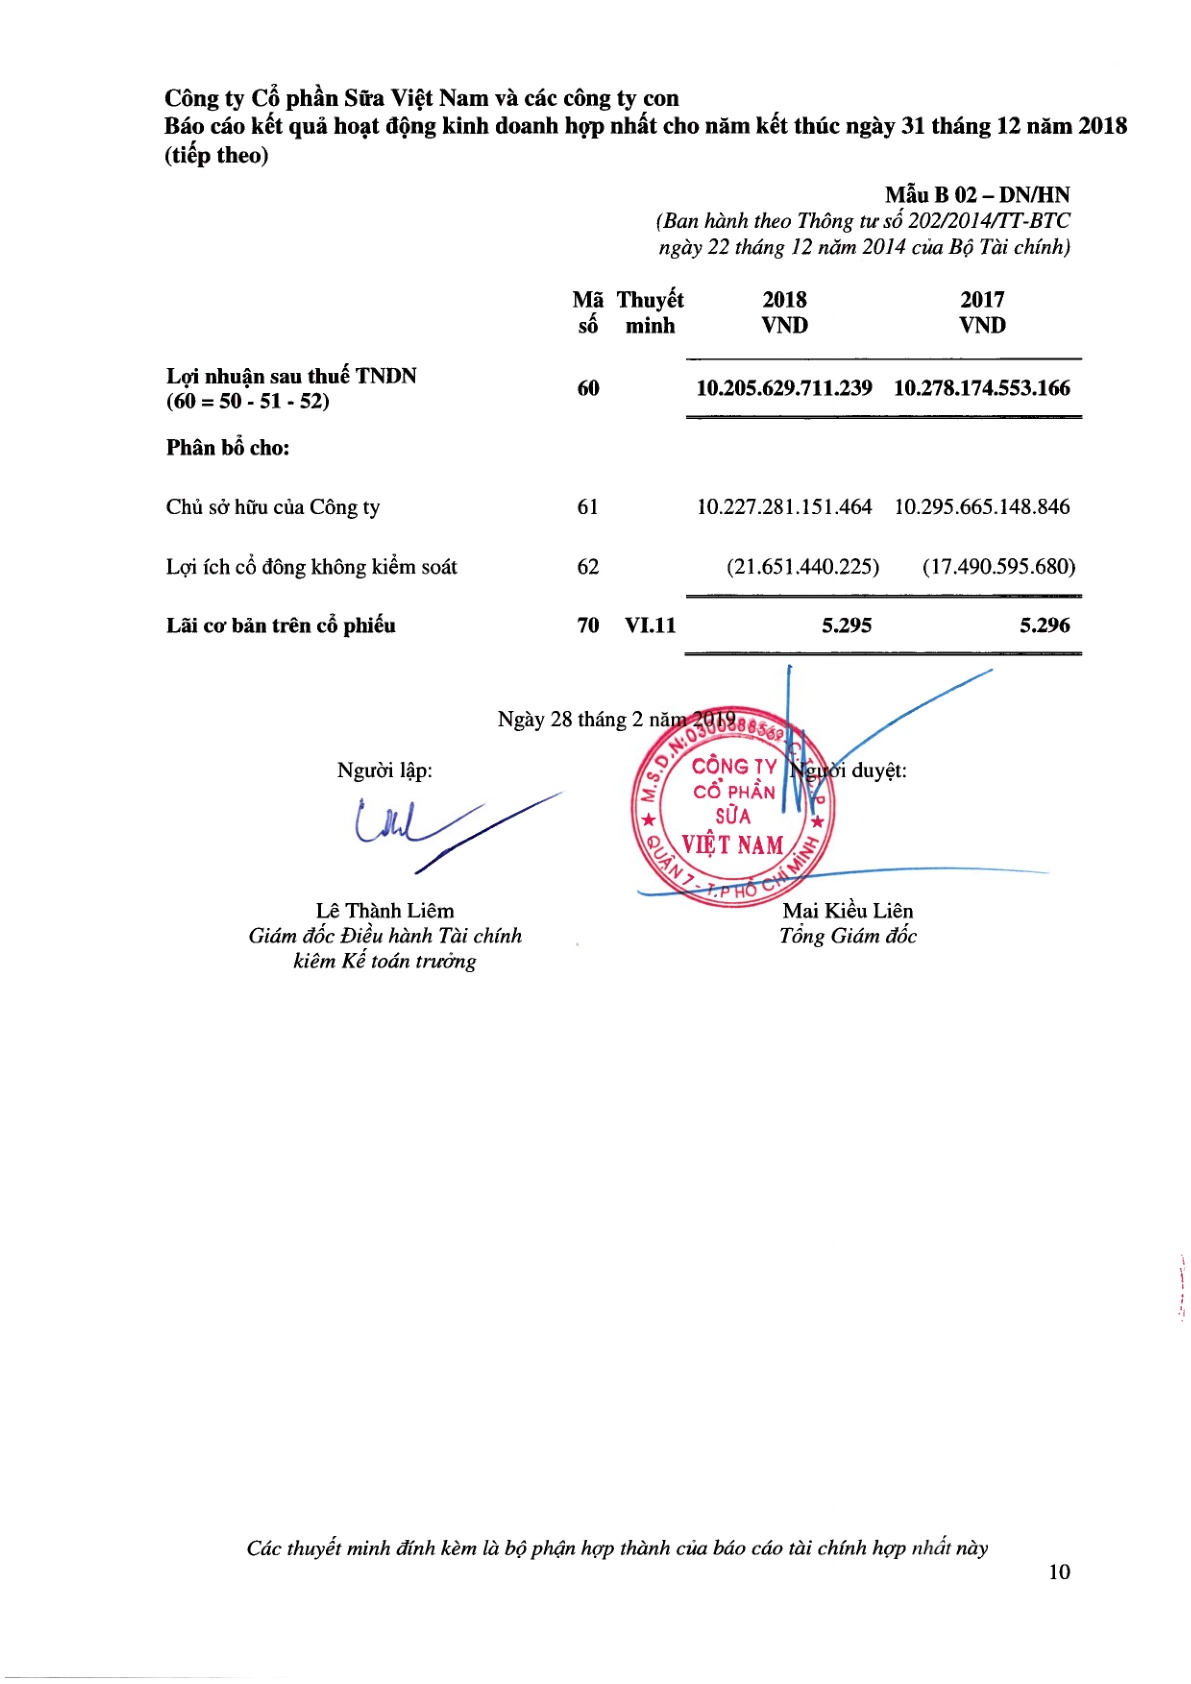 Công ty Cổ phần Sữa Việt Nam và các công ty con
Báo cáo kết quả hoạt động kinh doanh hợp nhất cho năm kết thúc ngày 31 tháng 12 năm 2018
(tiếp theo)
Mẫu B 02 – DN/HN
(Ban hành theo Thông tư số 202/2014/TT-BTC
ngày 22 tháng 12 năm 2014 của Bộ Tài chính)
Mã Thuyết 2018 2017
số minh VND VND
Lợi nhuận sau thuế TNDN
(60 = 50 - 51 - 52) 60 10.205.629.711.239 10.278.174.553.166
Phân bổ cho:
Chủ sở hữu của Công ty 61 10.227.281.151.464 10.295.665.148.846
Lợi ích cổ đông không kiểm soát 62 (21.651.440.225) (17.490.595.680)
Lãi cơ bản trên cổ phiếu 70 VI.11 5.295 5.296
Ngày 28 tháng 2 năm 2019
Người lập: Người duyệt:
M.S.D.N:
CÔNG TY
CỔ PHẦN
SỮA
VIỆT NAM
QUẬN 7 - T.P HỒ CHÍ MINH
Lê Thành Liêm Mai Kiều Liên
Giám đốc Điều hành Tài chính Tổng Giám đốc
kiêm Kế toán trưởng
Các thuyết minh đính kèm là bộ phận hợp thành của báo cáo tài chính hợp nhất này
10